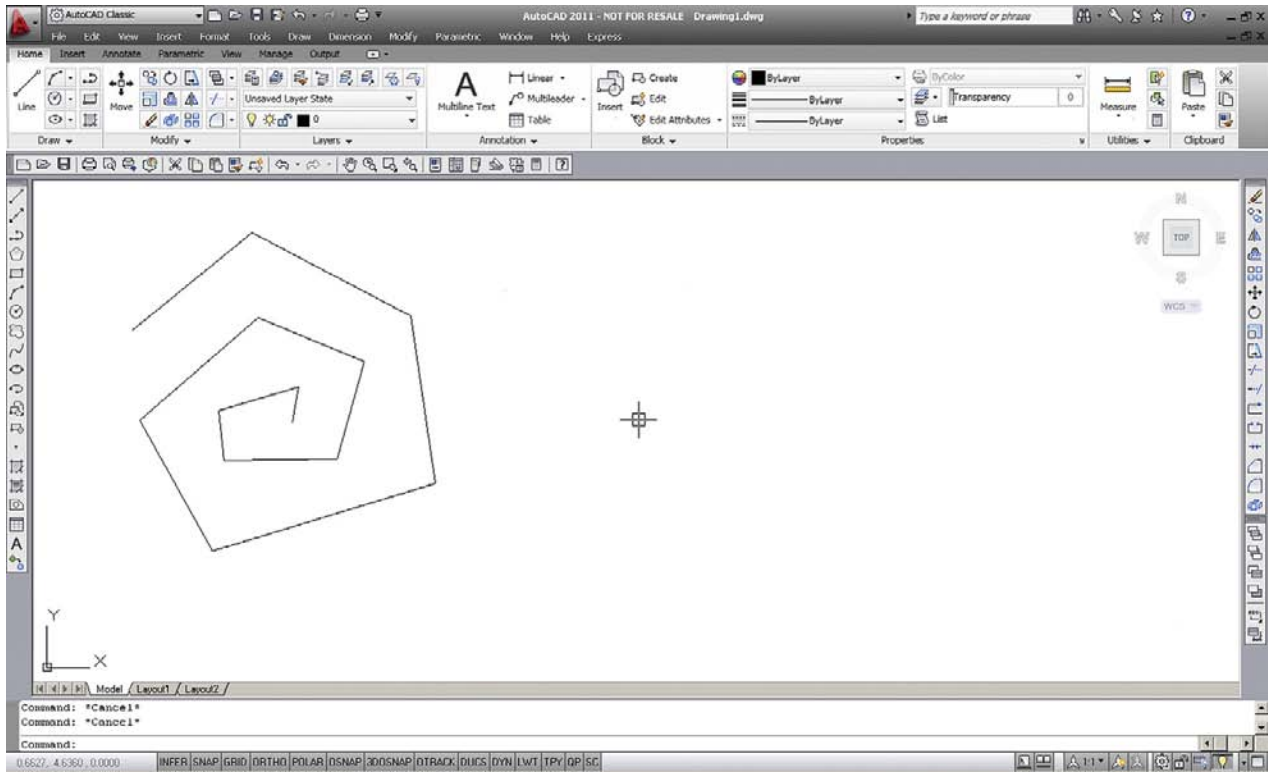 AutoCAD Classic
AutoCAD 2011 - NOT FOR RESALE Drawing1.dwg
Type a keyword or phrase
File Edit View Insert Format Tools Draw Dimension Modify Parametric Window Help Express
Home Insert Annotate Parametric View Manage Output
Line
Move
Unsaved Layer State
0
A
Multiline Text
Linear
Multileader
Table
Insert
Create
Edit
Edit Attributes
ByLayer
ByLayer
ByLayer
ByColor
Transparency 0
List
Measure
Paste
Draw Modify Layers Annotation Block Properties Utilities Clipboard
N
W TOP E
S
WCS
A
Y
X
Model Layout1 Layout2
Command: *Cancel*
Command: *Cancel*
Command:
0.6627, 4.6360, 0.0000 INFER SNAP GRID ORTHO POLAR OSNAP 3DOSNAP OTRACK DUCS DYN LWT TPY QP SC 1:1